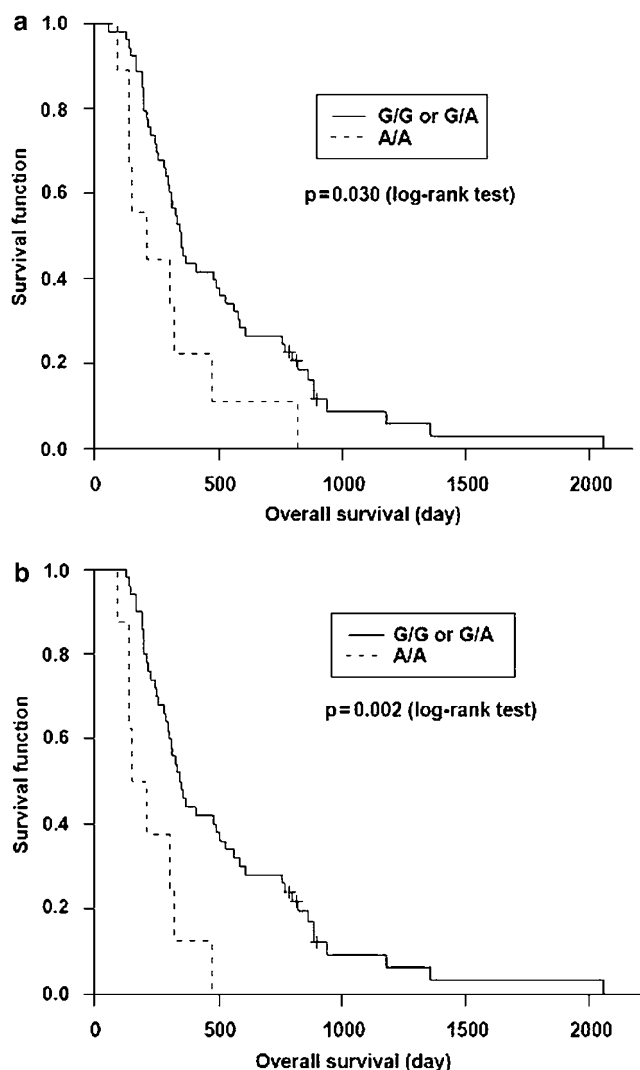 a
1.0
0.8
0.6
0.4
0.2
0.0
Survival function
G/G or G/A
A/A
p=0.030 (log-rank test)
0 500 1000 1500 2000
Overall survival (day)
b
1.0
0.8
0.6
0.4
0.2
0.0
Survival function
G/G or G/A
A/A
p=0.002 (log-rank test)
0 500 1000 1500 2000
Overall survival (day)